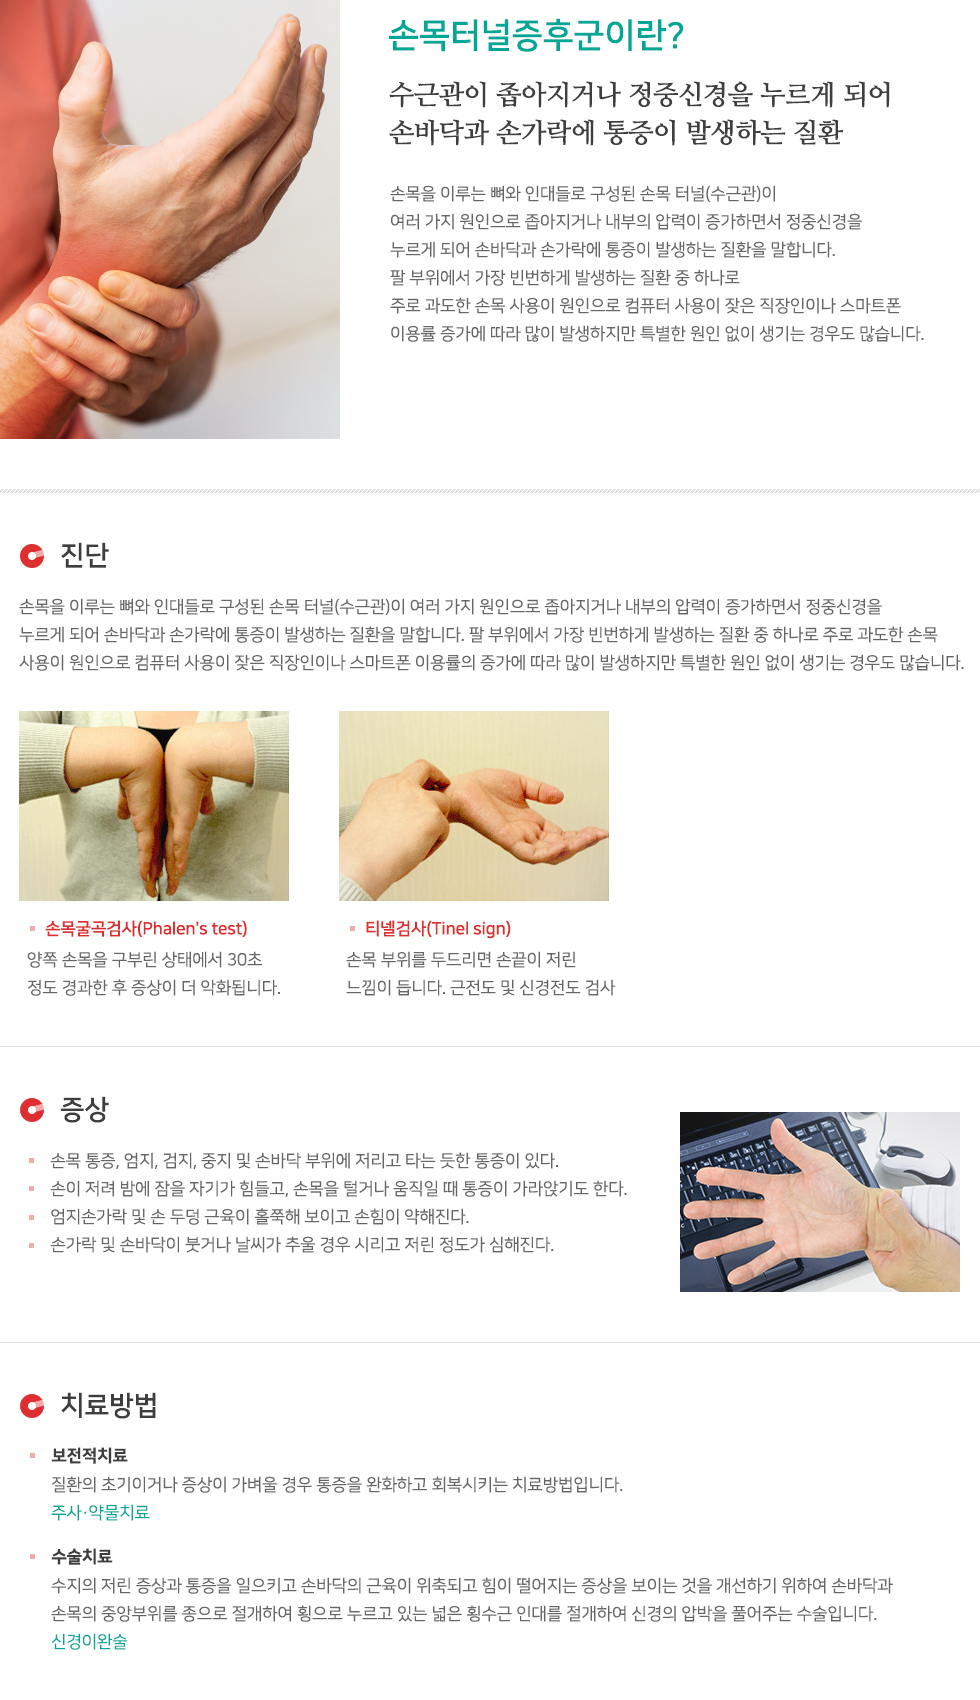 손목터널증후군이란?
수근관이 좁아지거나 정중신경을 누르게 되어
손바닥과 손가락에 통증이 발생하는 질환
손목을 이루는 뼈와 인대들로 구성된 손목 터널(수근관)이
여러 가지 원인으로 좁아지거나 내부의 압력이 증가하면서 정중신경을
누르게 되어 손바닥과 손가락에 통증이 발생하는 질환을 말합니다.
팔 부위에서 가장 빈번하게 발생하는 질환 중 하나로
주로 과도한 손목 사용이 원인으로 컴퓨터 사용이 잦은 직장인이나 스마트폰
이용률 증가에 따라 많이 발생하지만 특별한 원인 없이 생기는 경우도 많습니다.
진단
손목을 이루는 뼈와 인대들로 구성된 손목 터널(수근관)이 여러 가지 원인으로 좁아지거나 내부의 압력이 증가하면서 정중신경을
누르게 되어 손바닥과 손가락에 통증이 발생하는 질환을 말합니다. 팔 부위에서 가장 빈번하게 발생하는 질환 중 하나로 주로 과도한 손목
사용이 원인으로 컴퓨터 사용이 잦은 직장인이나 스마트폰 이용률의 증가에 따라 많이 발생하지만 특별한 원인 없이 생기는 경우도 많습니다.
손목굴곡검사(Phalen's test)
양쪽 손목을 구부린 상태에서 30초
정도 경과한 후 증상이 더 악화됩니다.
티넬검사(Tinel sign)
손목 부위를 두드리면 손끝이 저린
느낌이 듭니다. 근전도 및 신경전도 검사
증상
손목 통증, 엄지, 검지, 중지 및 손바닥 부위에 저리고 타는 듯한 통증이 있다.
손이 저려 밤에 잠을 자기가 힘들고, 손목을 털거나 움직일 때 통증이 가라앉기도 한다.
엄지손가락 및 손 두덩 근육이 홀쭉해 보이고 손힘이 약해진다.
손가락 및 손바닥이 붓거나 날씨가 추울 경우 시리고 저린 정도가 심해진다.
치료방법
보전적치료
질환의 초기이거나 증상이 가벼울 경우 통증을 완화하고 회복시키는 치료방법입니다.
주사·약물치료
수술치료
수지의 저린 증상과 통증을 일으키고 손바닥의 근육이 위축되고 힘이 떨어지는 증상을 보이는 것을 개선하기 위하여 손바닥과
손목의 중앙부위를 종으로 절개하여 횡으로 누르고 있는 넓은 횡수근 인대를 절개하여 신경의 압박을 풀어주는 수술입니다.
신경이완술